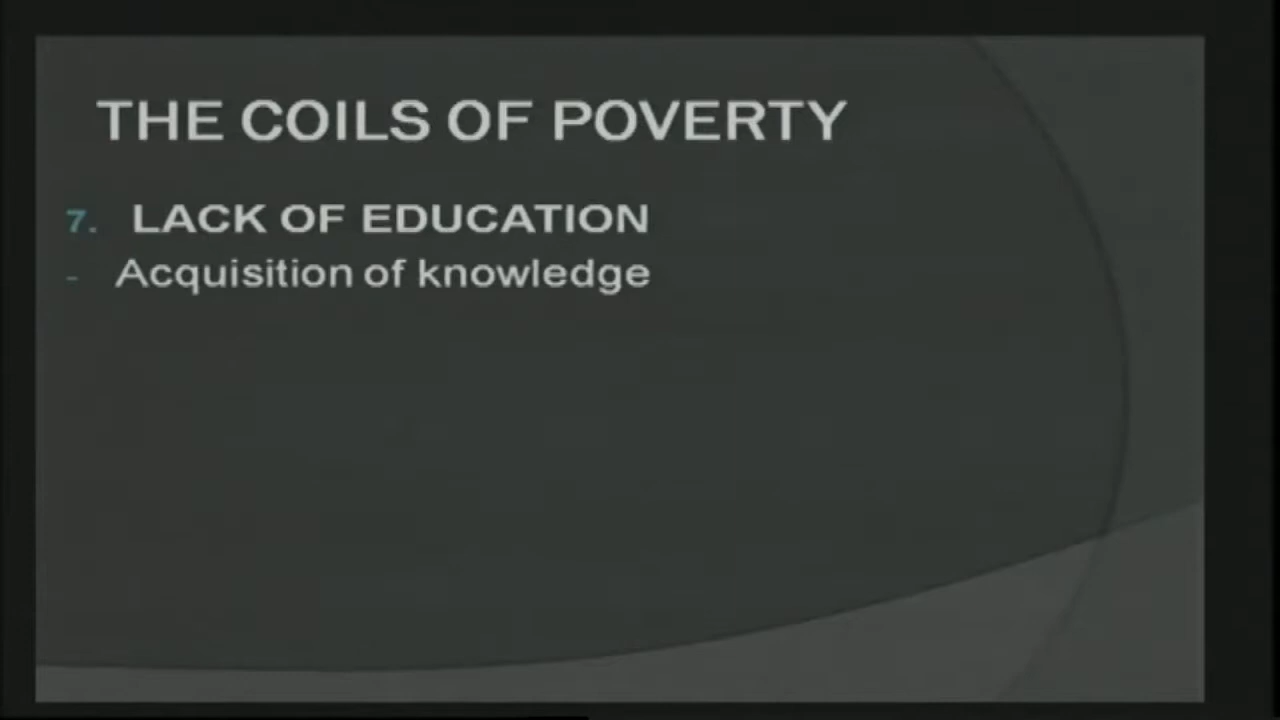 THE COILS OF POVERTY
7. LACK OF EDUCATION
- Acquisition of knowledge